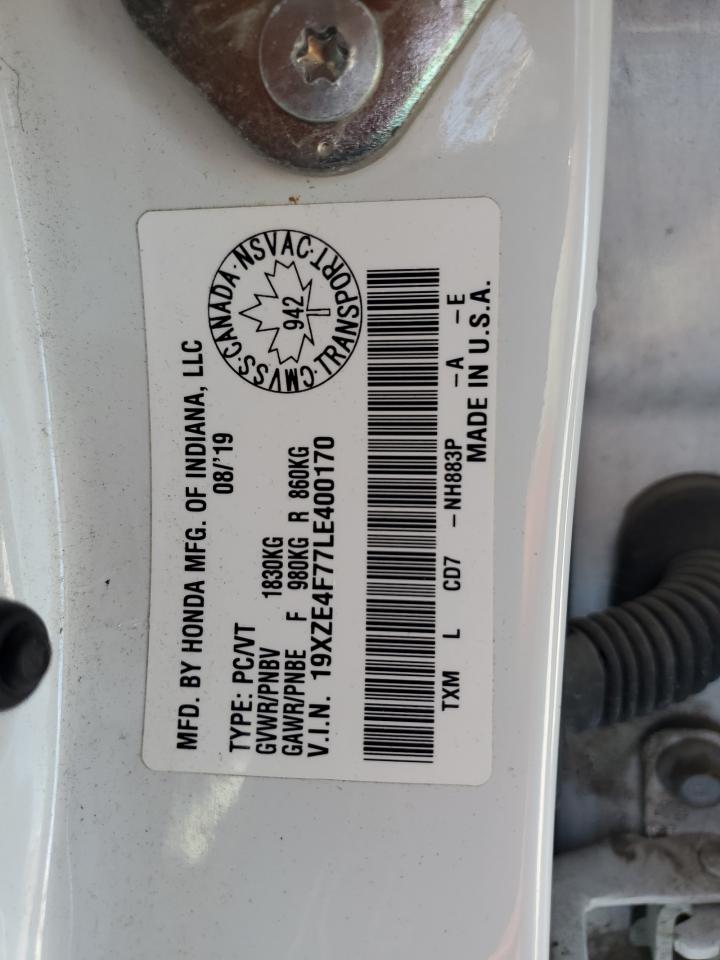 MFD. BY HONDA MFG. OF INDIANA, LLC
08/'19
TYPE: PC/VT
GVWR/PNBV 1830KG
GAWR/PNBE F 980KG R 860KG
V.I.N. 19XZE4F77LE400170
CMVSS·CANADA·NSVAC·TRANSPORT·
942
TXM L CD7 -NH883P -A -E
MADE IN U.S.A.